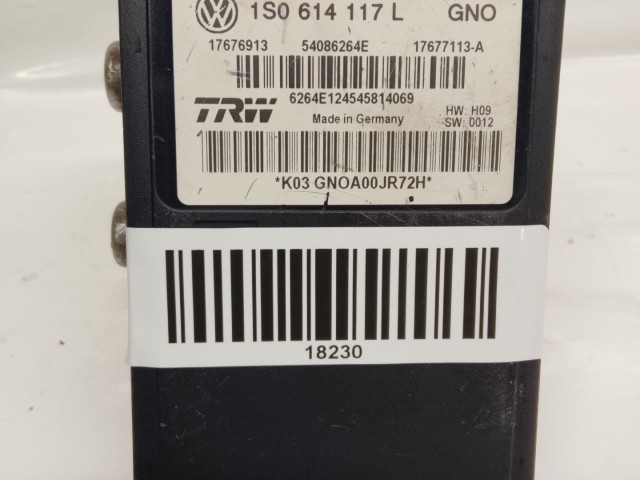 1S0 614 117 L GNO
17676913 54086264E 17677113-A
6264E124545814069
TRW
Made in Germany
HW: H09
SW: 0012
*K03 GNOA00JR72H*
18230